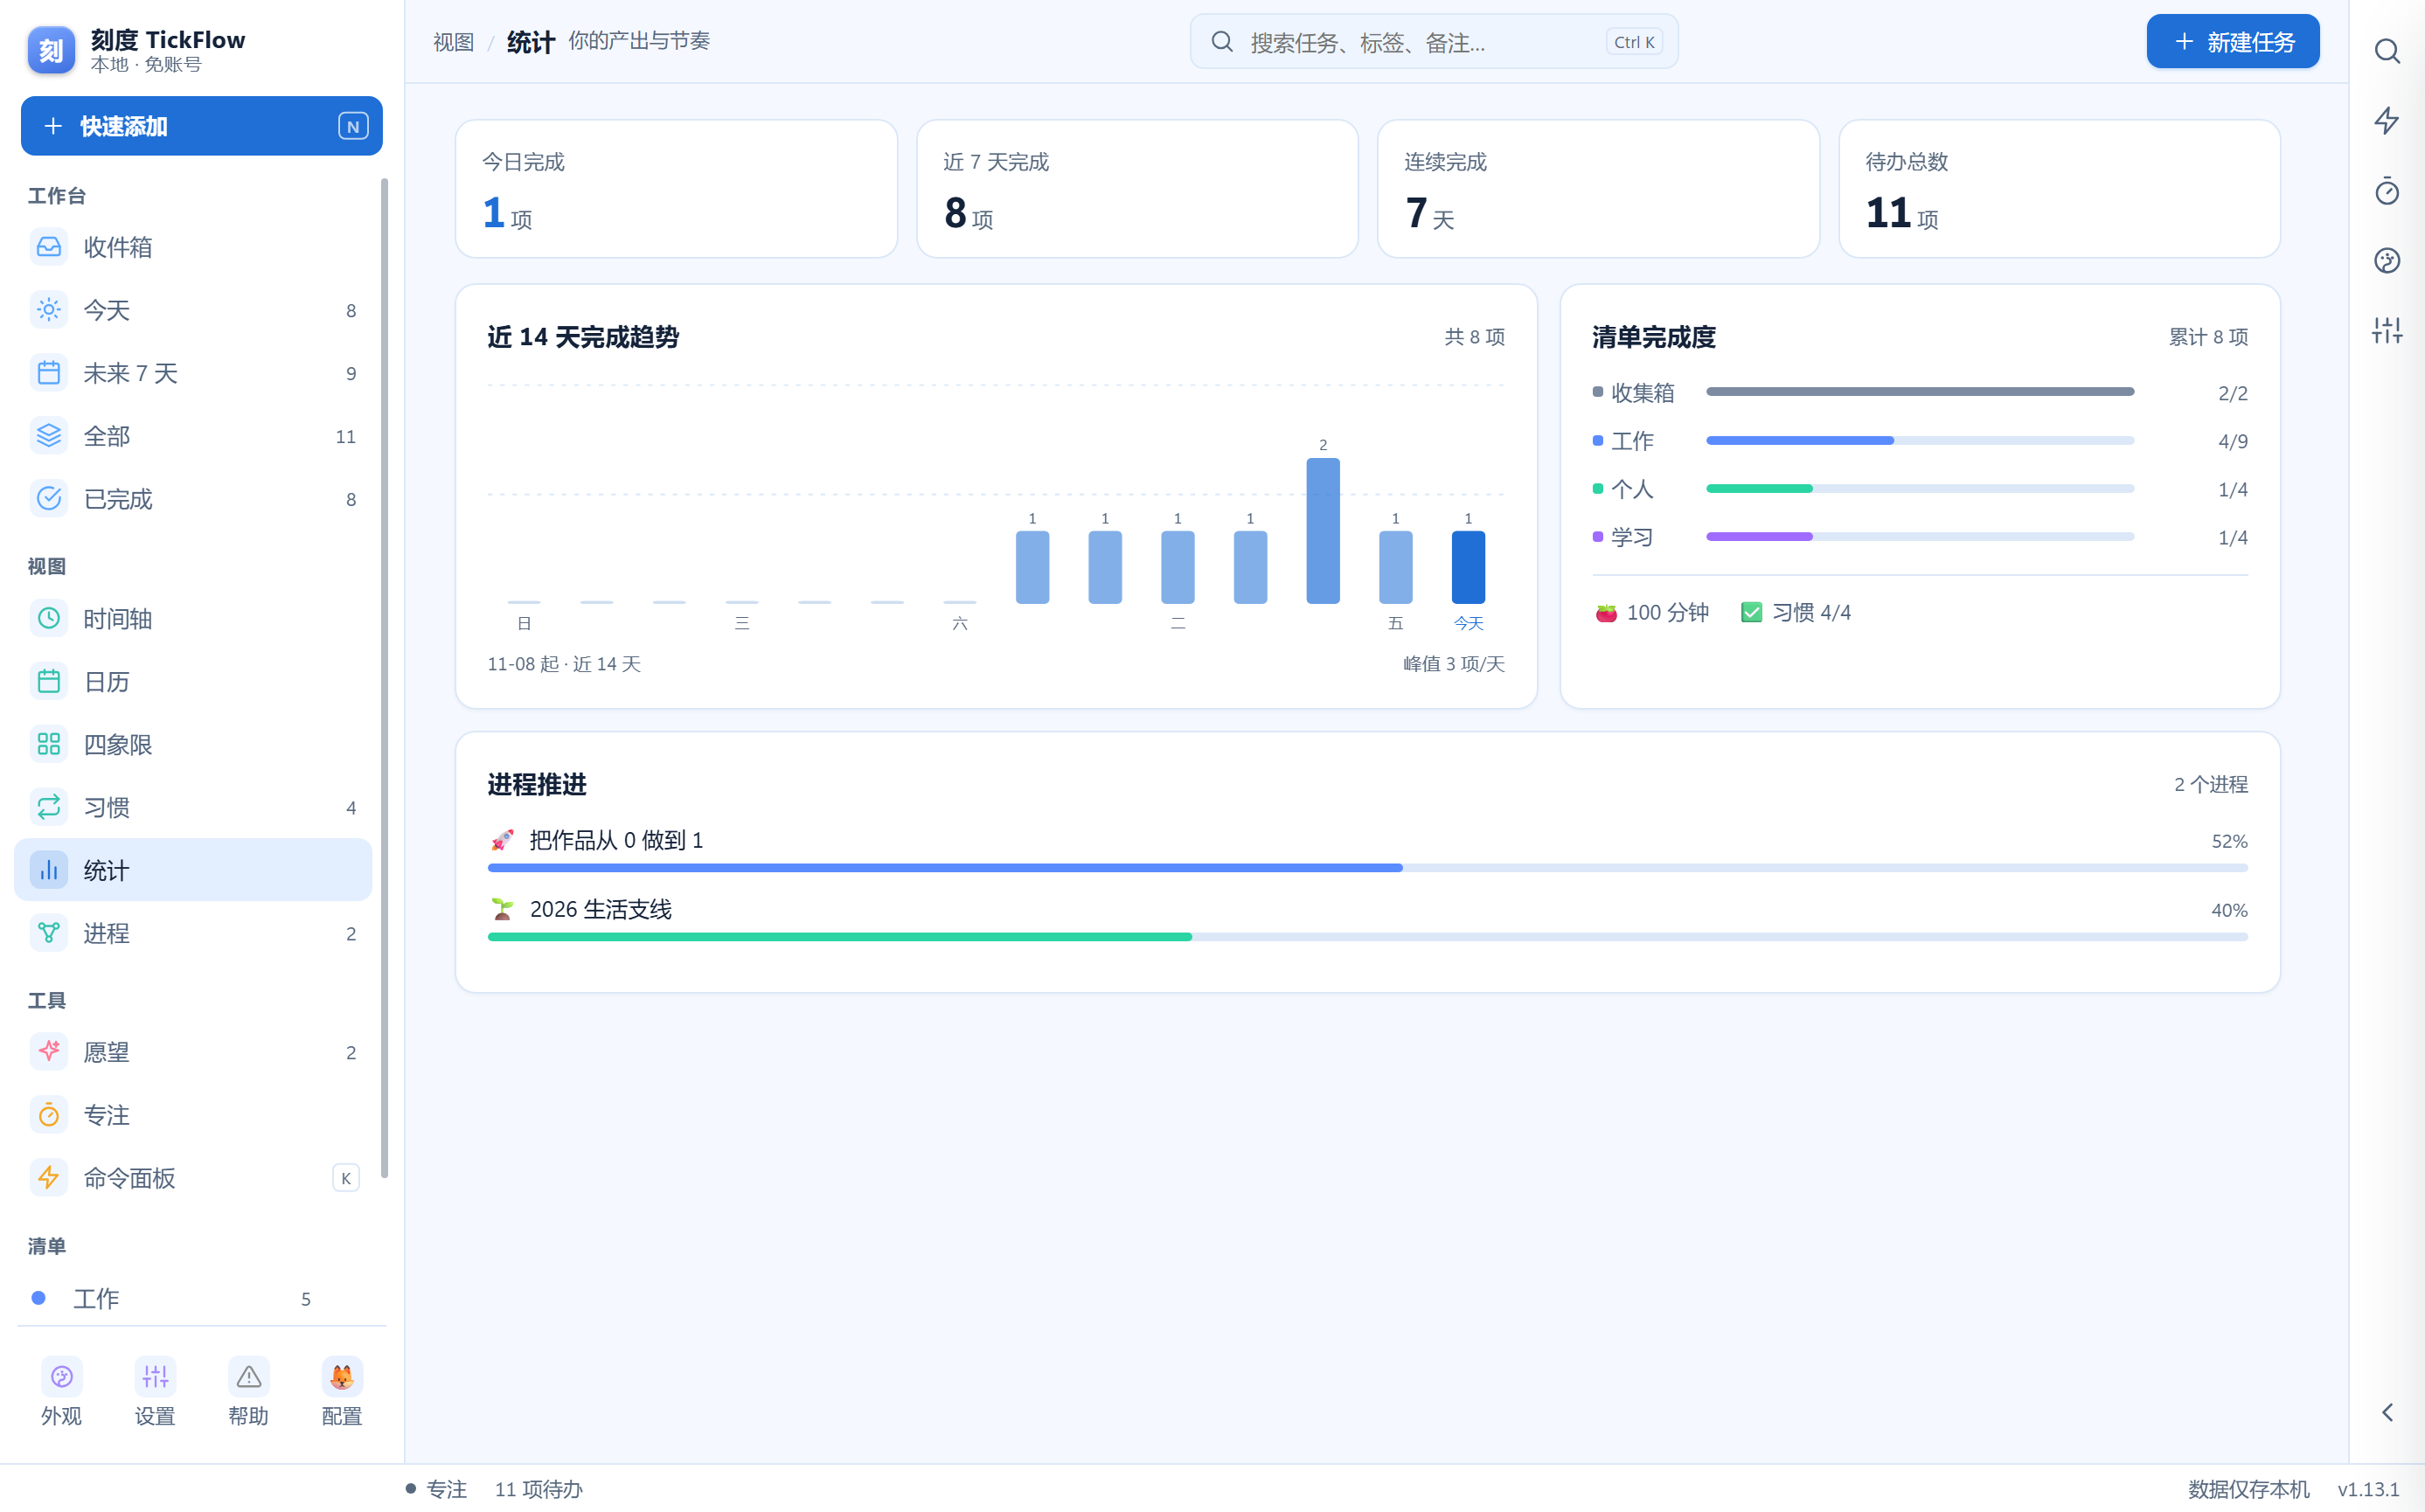 刻
刻度 TickFlow
本地 · 免账号
快速添加 N
工作台
收件箱
今天 8
未来 7 天 9
全部 11
已完成 8
视图
时间轴
日历
四象限
习惯 4
统计
进程 2
工具
愿望 2
专注
命令面板 K
清单
工作 5
外观 设置 帮助 配置
视图 / 统计 你的产出与节奏
搜索任务、标签、备注... Ctrl K
新建任务
今日完成
1 项
近 7 天完成
8 项
连续完成
7 天
待办总数
11 项
近 14 天完成趋势 共 8 项
2
1 1 1 1 1 1
日 三 六 二 五 今天
11-08 起 · 近 14 天 峰值 3 项/天
清单完成度 累计 8 项
收集箱 2/2
工作 4/9
个人 1/4
学习 1/4
100 分钟 习惯 4/4
进程推进 2 个进程
把作品从 0 做到 1 52%
2026 生活支线 40%
专注 11 项待办
数据仅存本机 v1.13.1